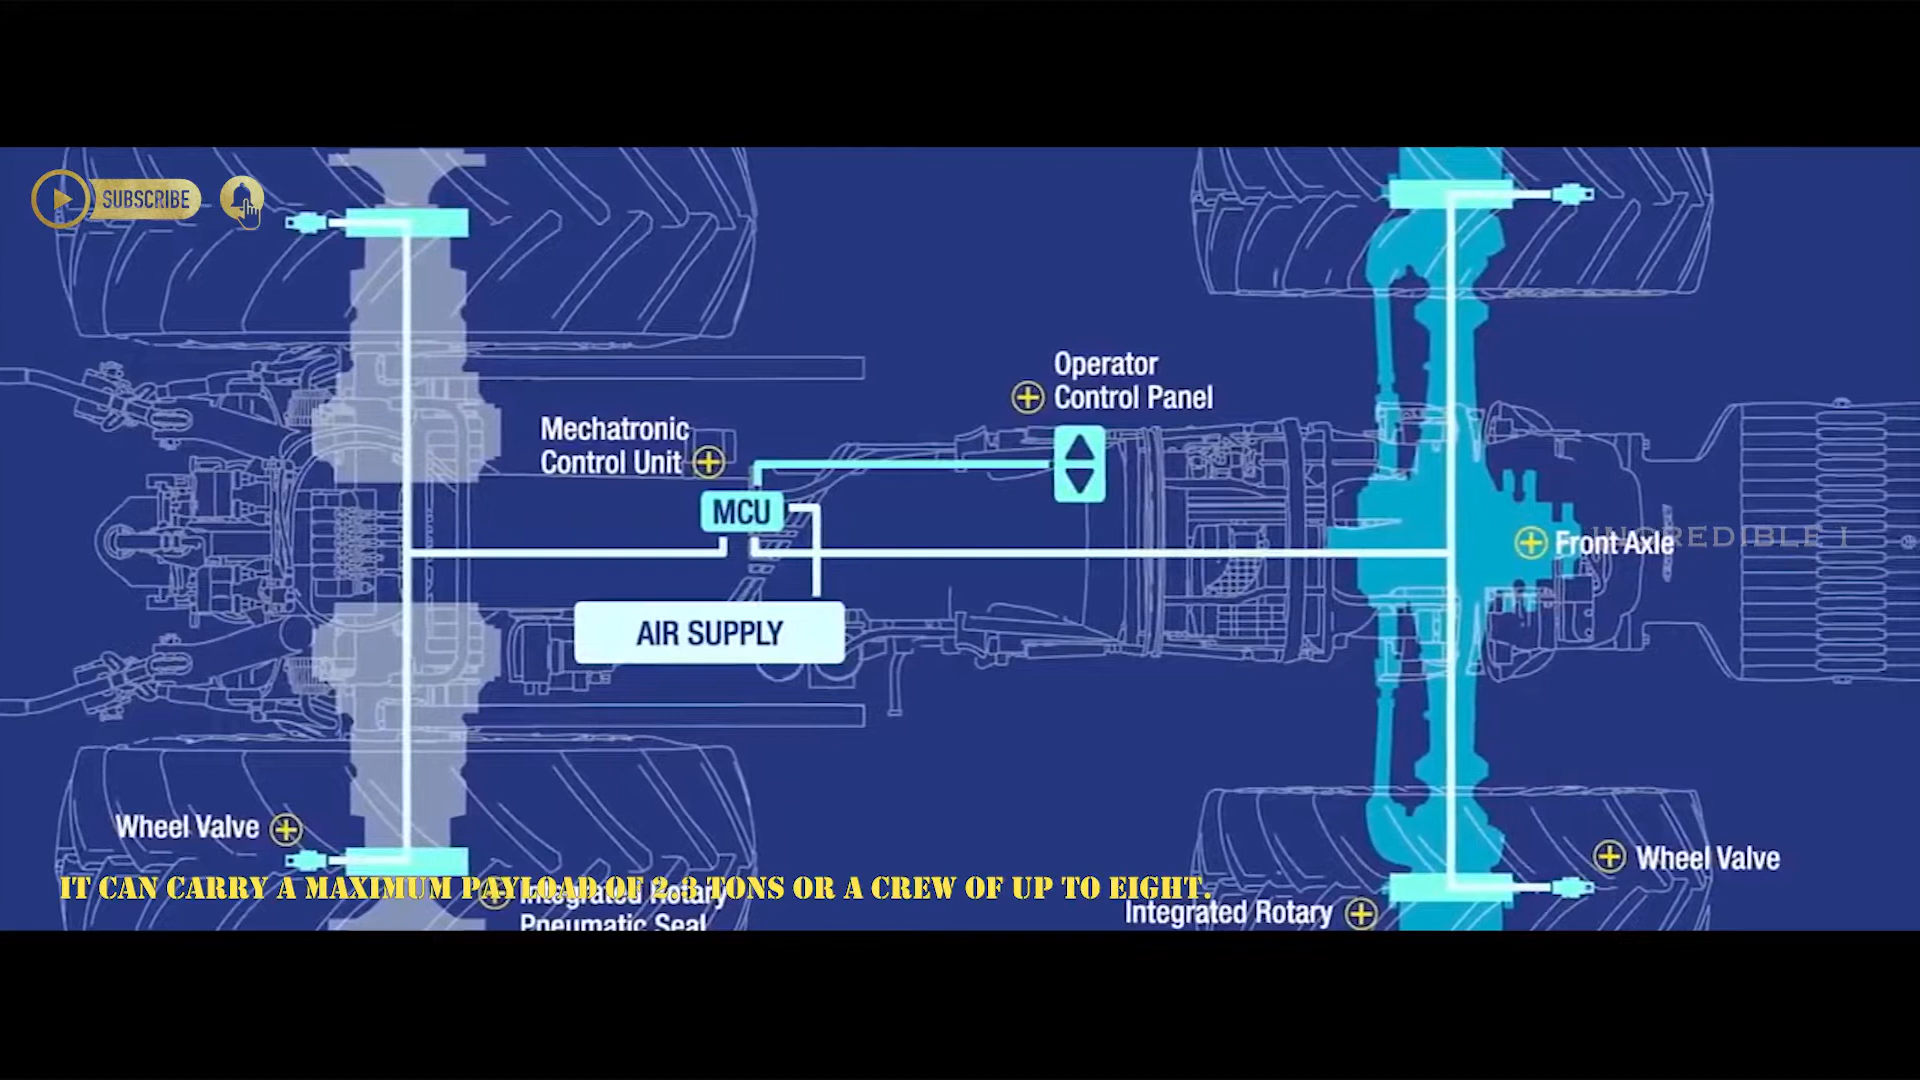 SUBSCRIBE
Operator
Control Panel
Mechatronic
Control Unit
MCU
Front Axle
INCREDIBLE I
AIR SUPPLY
Wheel Valve
Wheel Valve
IT CAN CARRY A MAXIMUM PAYLOAD OF 2.3 TONS OR A CREW OF UP TO EIGHT.
Integrated Rotary
Pneumatic Seal
Integrated Rotary